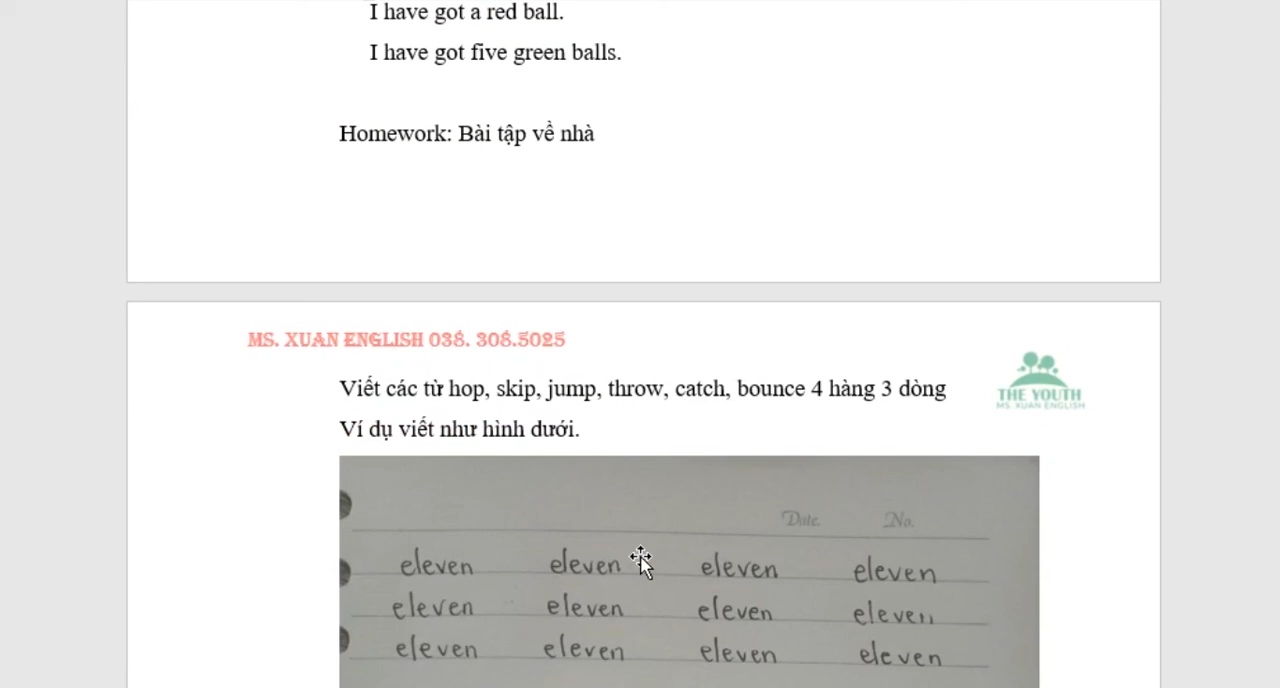 I have got a red ball.
I have got five green balls.
Homework: Bài tập về nhà
MS. XUAN ENGLISH 038. 308.5025
Viết các từ hop, skip, jump, throw, catch, bounce 4 hàng 3 dòng
THE YOUTH
MS. XUAN ENGLISH
Ví dụ viết như hình dưới.
Date. No.
eleven eleven eleven eleven
eleven eleven eleven eleven
eleven eleven eleven eleven